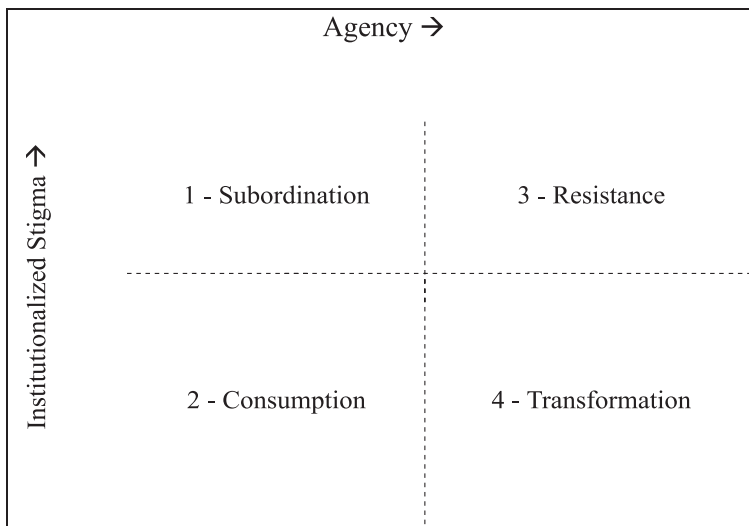 Agency →
Institutionalized Stigma →
1 - Subordination
3 - Resistance
2 - Consumption
4 - Transformation